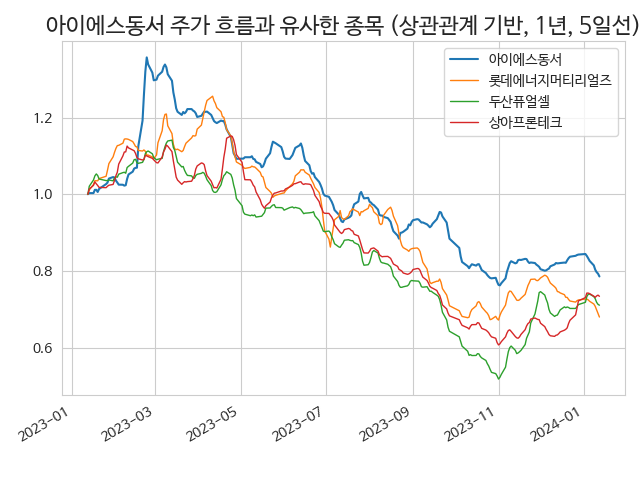 아이에스동서 주가 흐름과 유사한 종목 (상관관계 기반, 1년, 5일선)
아이에스동서
롯데에너지머티리얼즈
두산퓨얼셀
상아프론테크
1.2
1.0
0.8
0.6
2023-01
2023-03
2023-05
2023-07
2023-09
2023-11
2024-01